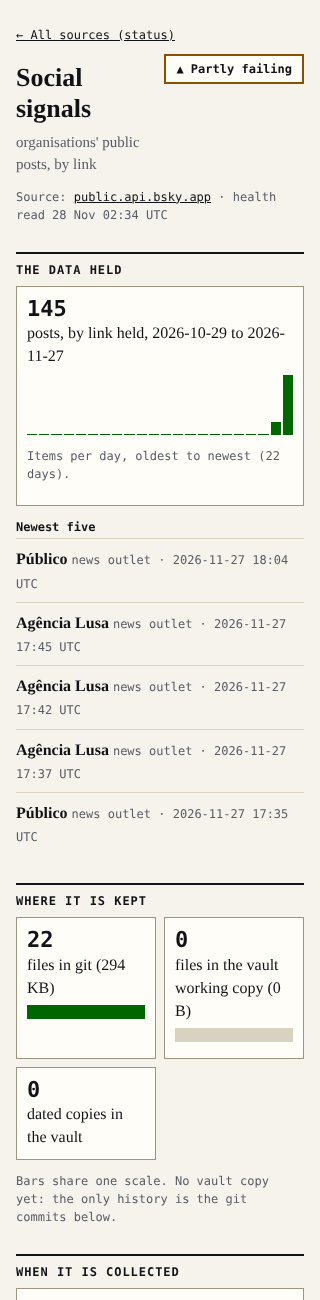 ← All sources (status)
Social
signals
▲ Partly failing
organisations' public
posts, by link
Source: public.api.bsky.app · health
read 28 Nov 02:34 UTC
THE DATA HELD
145
posts, by link held, 2026-10-29 to 2026-
11-27
Items per day, oldest to newest (22
days).
Newest five
Público news outlet · 2026-11-27 18:04
UTC
Agência Lusa news outlet · 2026-11-27
17:45 UTC
Agência Lusa news outlet · 2026-11-27
17:42 UTC
Agência Lusa news outlet · 2026-11-27
17:37 UTC
Público news outlet · 2026-11-27 17:35
UTC
WHERE IT IS KEPT
22
files in git (294
KB)
0
files in the vault
working copy (0
B)
0
dated copies in
the vault
Bars share one scale. No vault copy
yet: the only history is the git
commits below.
WHEN IT IS COLLECTED